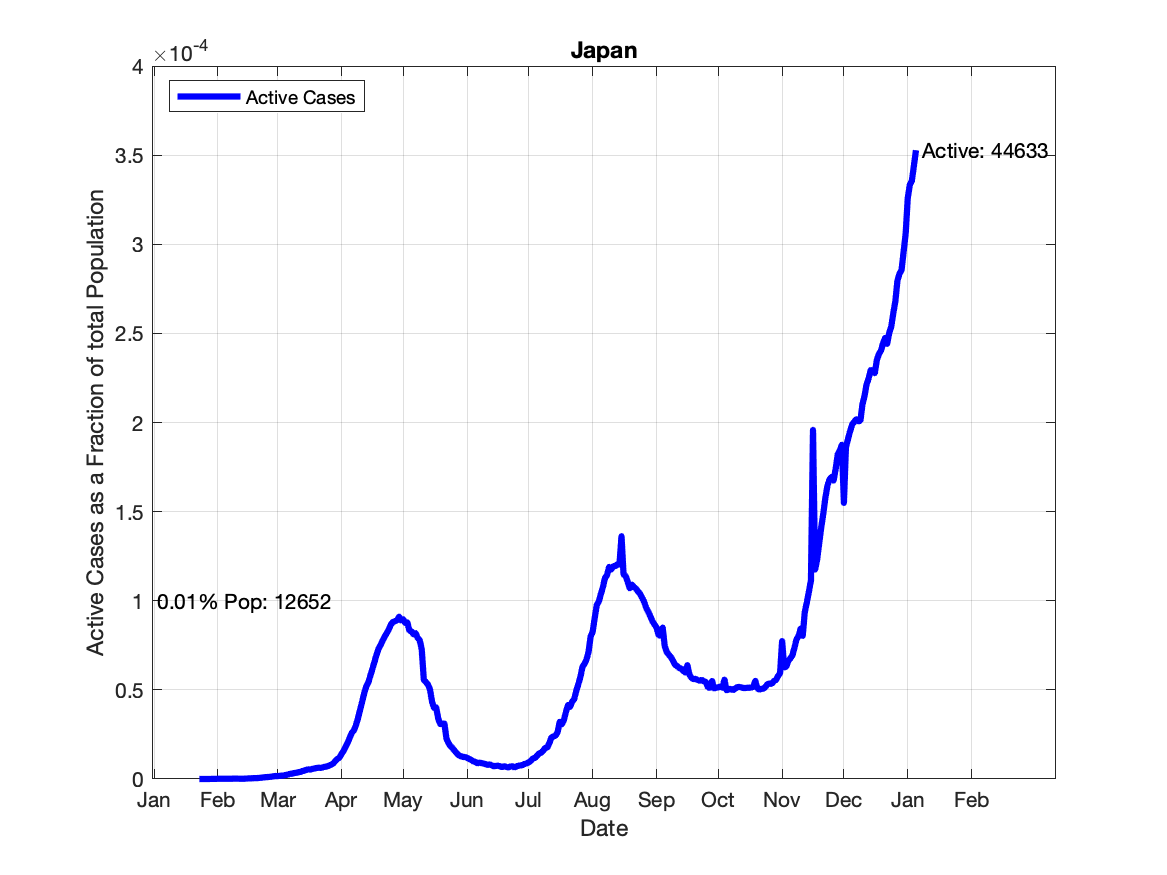 Japan
×10-4
4
3.5
3
2.5
2
1.5
1
0.5
0
Active Cases as a Fraction of total Population
Active Cases
Active: 44633
0.01% Pop: 12652
Jan Feb Mar Apr May Jun Jul Aug Sep Oct Nov Dec Jan Feb
Date